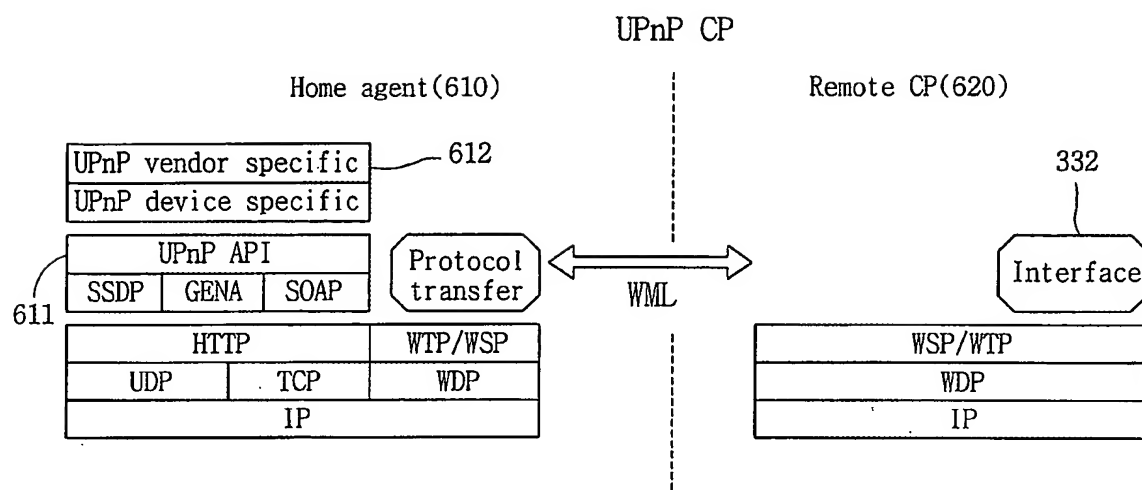 UPnP CP
Home agent(610)
Remote CP(620)
UPnP vendor specific
612
UPnP device specific
332
UPnP API
Protocol
transfer
Interface
SSDP GENA SOAP
WML
611
HTTP WTP/WSP
WSP/WTP
UDP TCP WDP
WDP
IP
IP